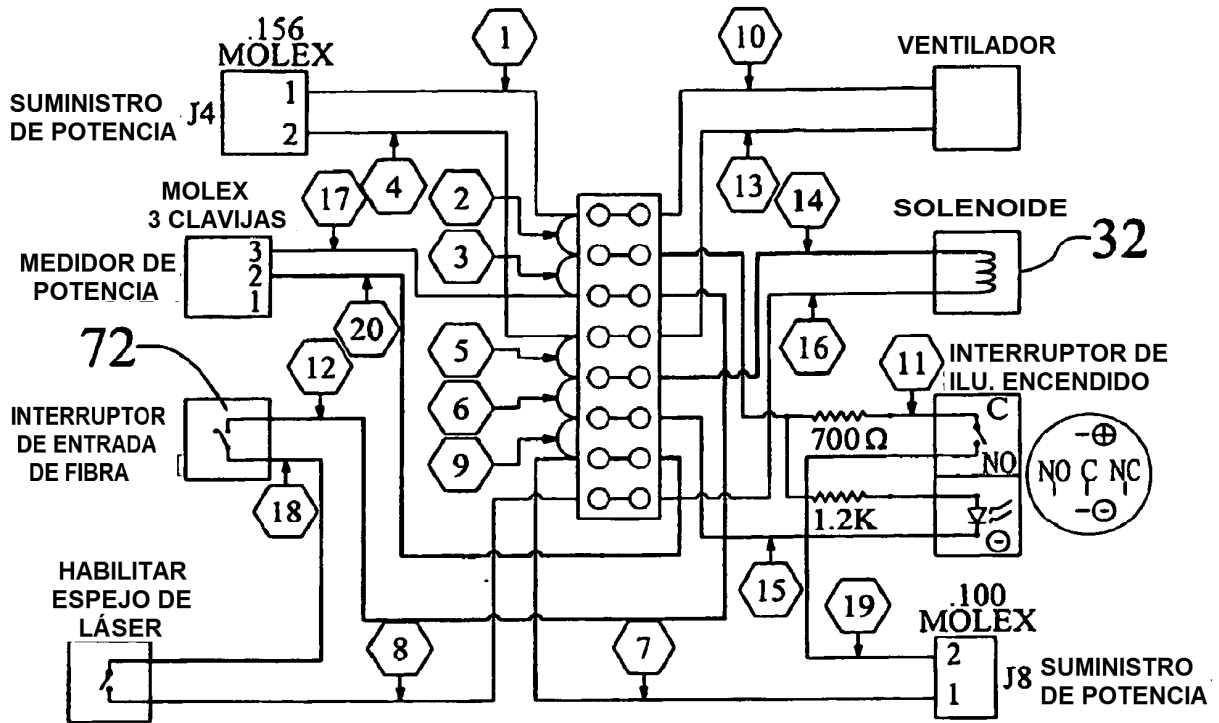 .156
MOLEX
1
10
VENTILADOR
SUMINISTRO
DE POTENCIA
J4
1
2
4
13
MOLEX
3 CLAVIJAS
17
2
14
SOLENOIDE
32
MEDIDOR DE
POTENCIA
3
2
1
3
20
16
72
12
5
11
INTERRUPTOR DE
ILU. ENCENDIDO
INTERRUPTOR
DE ENTRADA
DE FIBRA
6
C
700 Ω
NO
-⊕
NO C NC
-⊖
9
18
1.2K
⊖
HABILITAR
ESPEJO DE
LÁSER
15
19
.100
MOLEX
8
7
2
1
J8
SUMINISTRO
DE POTENCIA